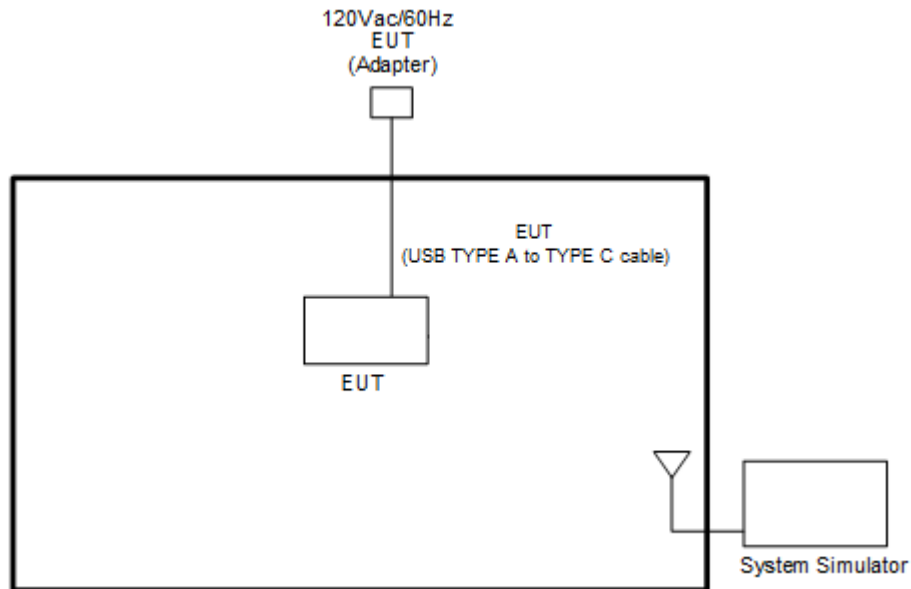 120Vac/60Hz
EUT
(Adapter)
EUT
(USB TYPE A to TYPE C cable)
EUT
System Simulator